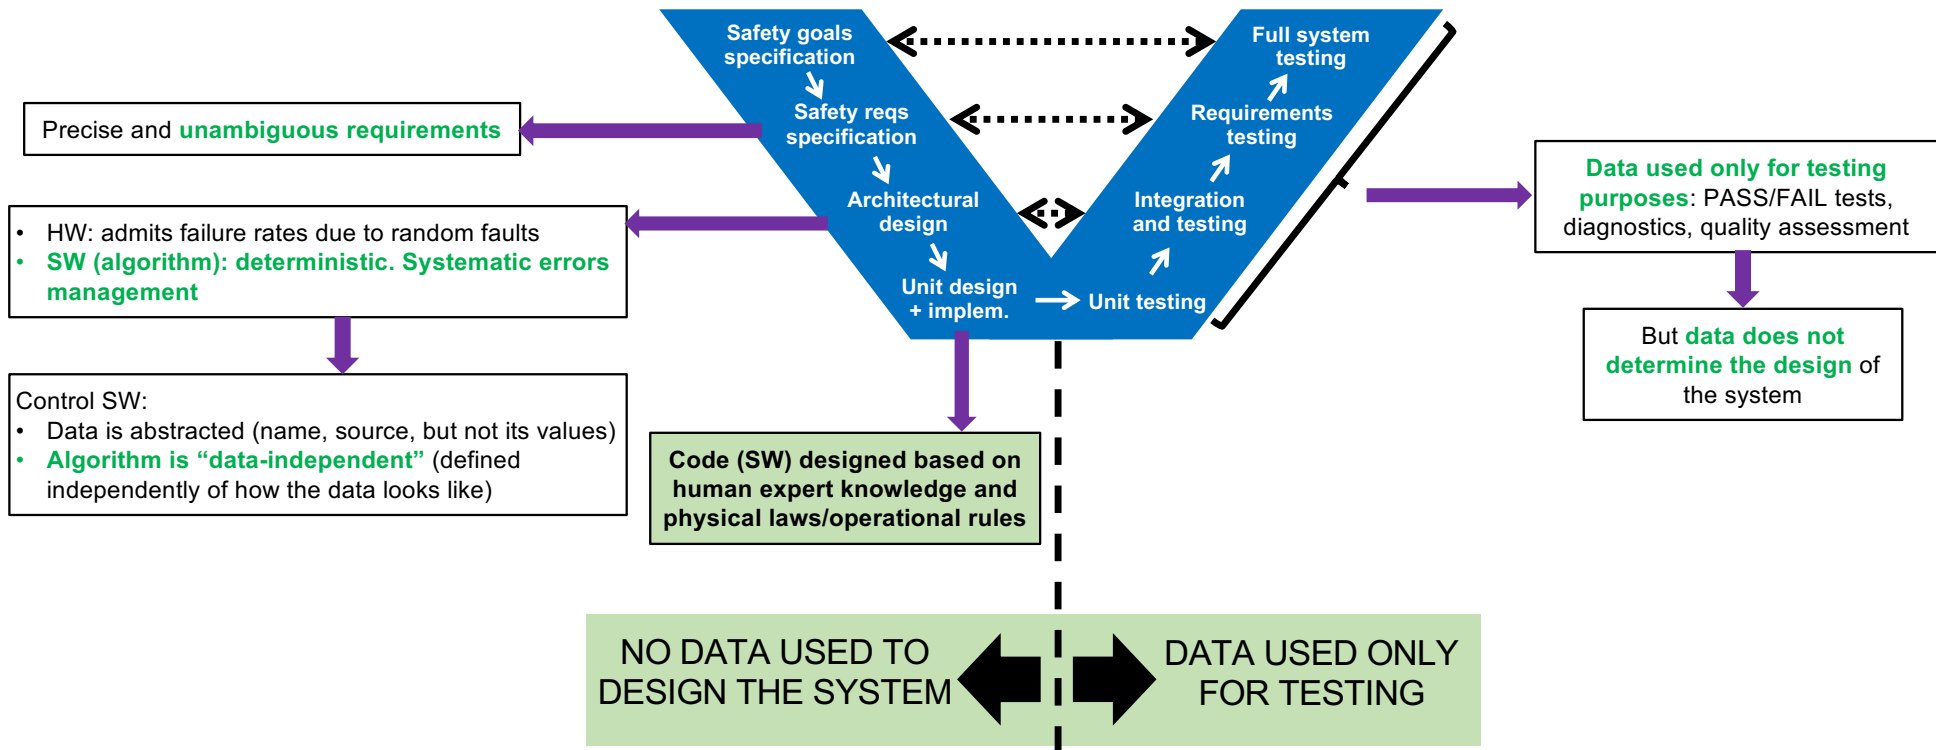 Safety goals
specification
Safety reqs
specification
Architectural
design
Unit design
+ implem.
Unit testing
Integration
and testing
Requirements
testing
Full system
testing
Precise and unambiguous requirements
• HW: admits failure rates due to random faults
• SW (algorithm): deterministic. Systematic errors
management
Control SW:
• Data is abstracted (name, source, but not its values)
• Algorithm is “data-independent” (defined
independently of how the data looks like)
Code (SW) designed based on
human expert knowledge and
physical laws/operational rules
Data used only for testing
purposes: PASS/FAIL tests,
diagnostics, quality assessment
But data does not
determine the design of
the system
NO DATA USED TO
DESIGN THE SYSTEM
DATA USED ONLY
FOR TESTING